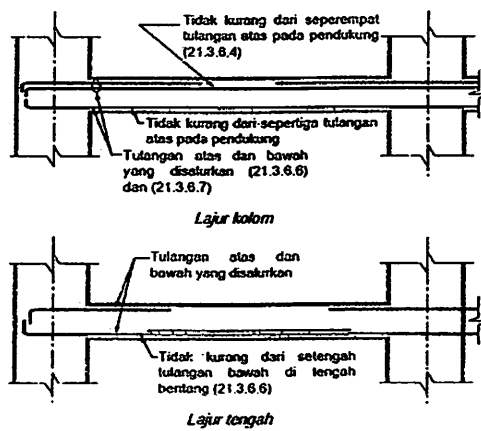 Tidak kurang dari seperempat
tulangan atas pada pendukung
(21.3.6,4)
Tidak kurang dari sepertiga tulangan
atas pada pendukung
Tulangan atas dan bawah
yang disalurkan (21.3.6.6)
dan (21.3.6.7)
Lajur kolom
Tulangan atas dan
bawah yang disalurkan
Tidak kurang dari setengah
tulangan bawah di tengah
bentang (21.3.6.6)
Lajur tengah